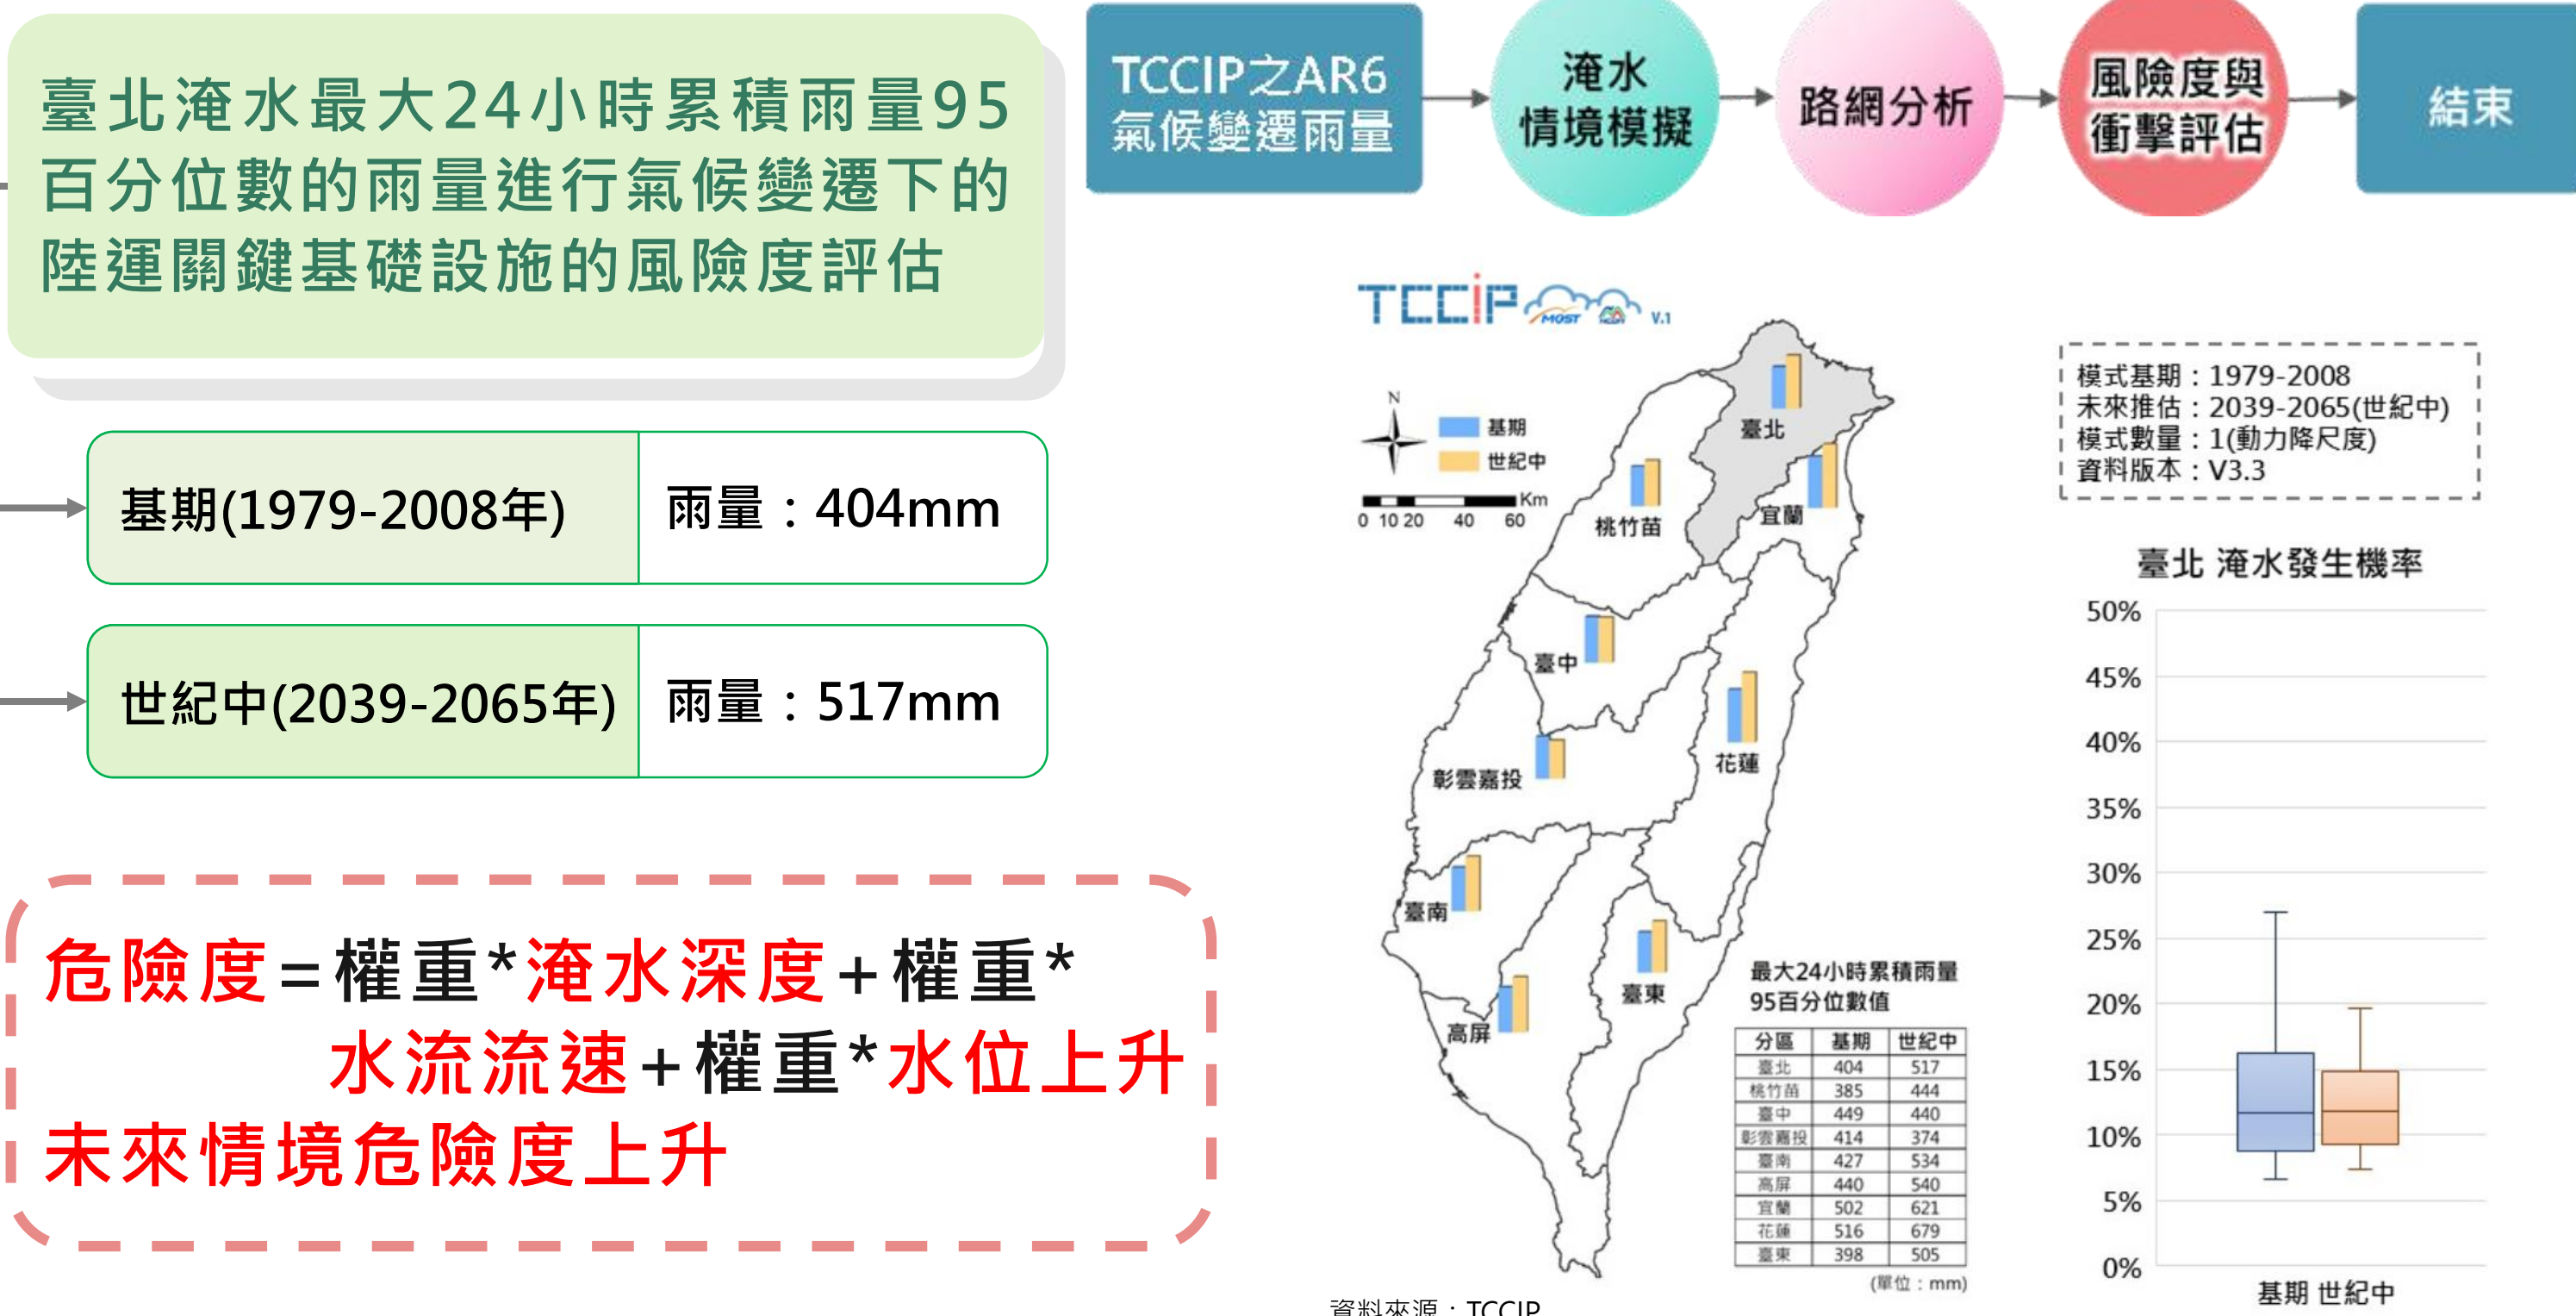 臺北淹水最大24小時累積雨量95
百分位數的雨量進行氣候變遷下的
陸運關鍵基礎設施的風險度評估
基期(1979-2008年)
雨量：404mm
世紀中(2039-2065年)
雨量：517mm
危險度=權重*淹水深度+權重*
水流流速+權重*水位上升
未來情境危險度上升
TCCIP之AR6
氣候變遷雨量
淹水
情境模擬
路網分析
風險度與
衝擊評估
結束
TCCiP MOST NCDR V.1
N
基期
世紀中
Km
0 10 20 40 60
臺北
宜蘭
桃竹苗
臺中
花蓮
彰雲嘉投
臺南
臺東
高屏
最大24小時累積雨量
95百分位數值
分區 基期 世紀中
臺北 404 517
桃竹苗 385 444
臺中 449 440
彰雲嘉投 414 374
臺南 427 534
高屏 440 540
宜蘭 502 621
花蓮 516 679
臺東 398 505
(單位：mm)
資料來源：TCCIP
模式基期：1979-2008
未來推估：2039-2065(世紀中)
模式數量：1(動力降尺度)
資料版本：V3.3
臺北 淹水發生機率
50%
45%
40%
35%
30%
25%
20%
15%
10%
5%
0%
基期 世紀中